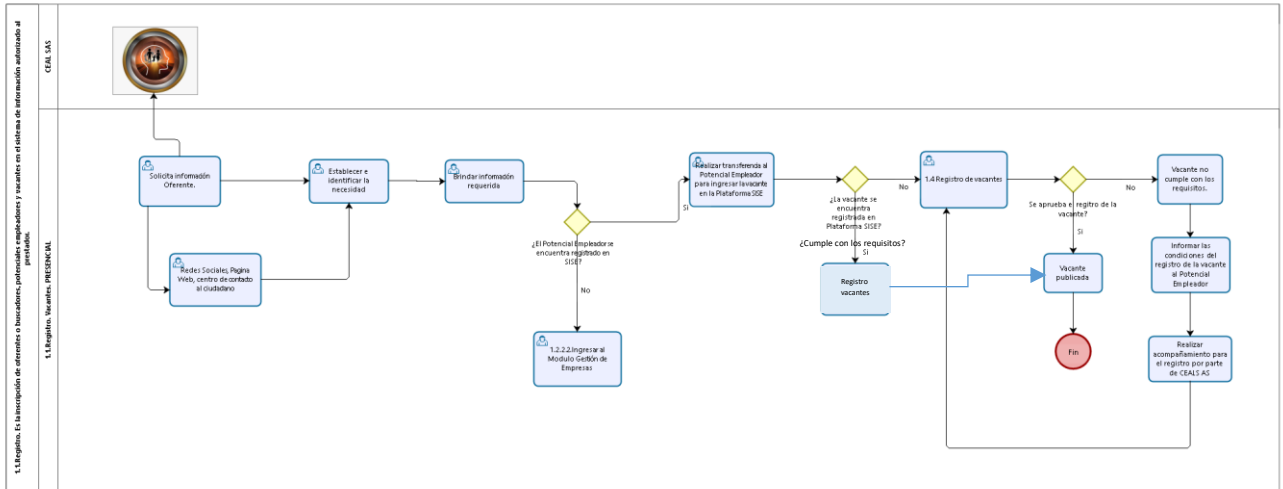 1.1.Registro. Es la inscripción de oferentes o buscadores, potenciales empleadores y vacantes en el sistema de información autorizado al
prestados.
CEAL SAS
1.1.Registro. Vacantes. PRESENCIAL
Solicita información
Oferente.
Redes Sociales, Pagina
Web, centro de contacto
al ciudadano
Establecer e
identificar la
necesidad
Brindar información
requerida
¿El Potencial Empleador se
encuentra registrado en
SISE?
Si
No
1.2.2.2.Ingresar al
Modulo Gestión de
Empresas
Realizar transferencia al
Potencial Empleador
para ingresar la vacante
en la Plataforma SISE
¿La vacante se
encuentra
registrada en
Plataforma SISE?
¿Cumple con los requisitos?
Si
No
Registro
vacantes
1.4 Registro de vacantes
Se aprueba el regitro de la
vacante?
Si
No
Vacante
publicada
Fin
Vacante no
cumple con los
requisitos.
Informar las
condiciones del
registro de la vacante
al Potencial
Empleador
Realizar
acompañamiento para
el registro por parte
de CEALS AS